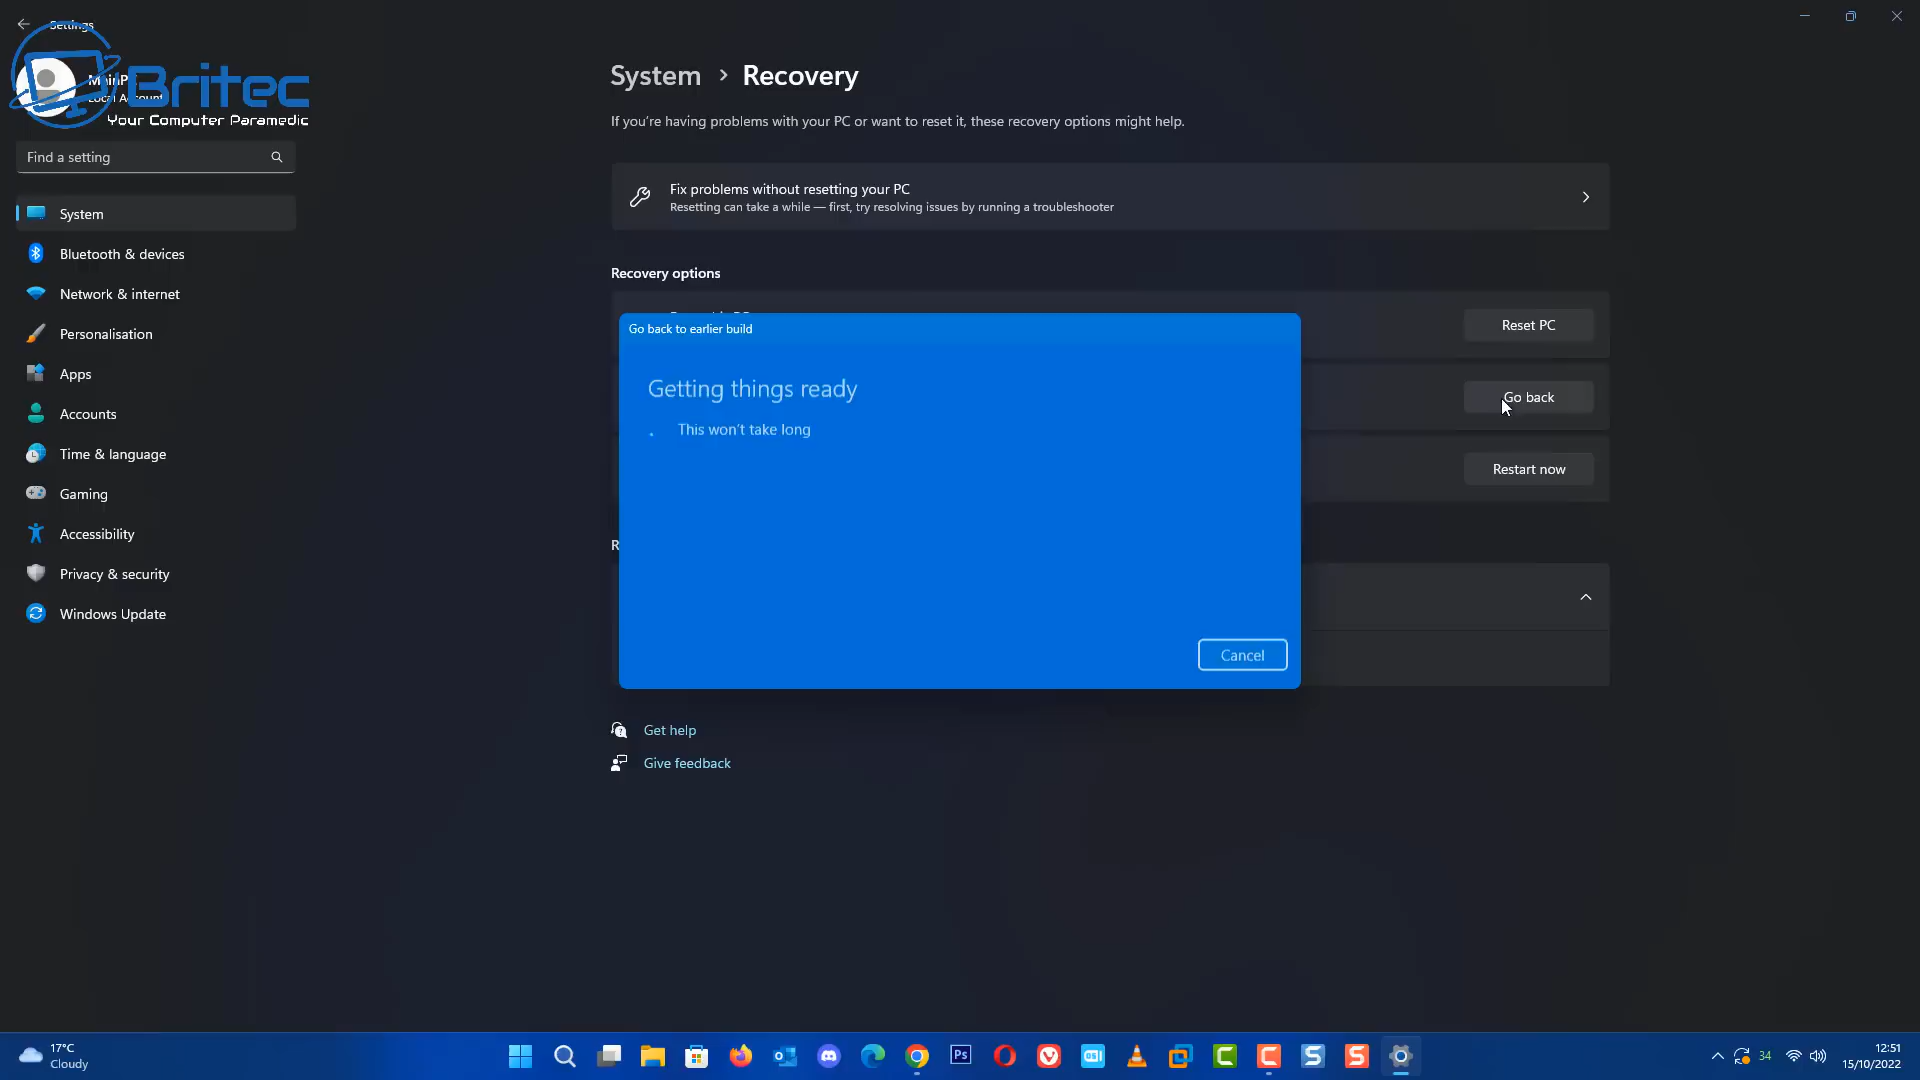 Settings
MainPC
Local Account
Britec
Your Computer Paramedic
Find a setting
System
Bluetooth & devices
Network & internet
Personalisation
Apps
Accounts
Time & language
Gaming
Accessibility
Privacy & security
Windows Update
System > Recovery
If you're having problems with your PC or want to reset it, these recovery options might help.
Fix problems without resetting your PC
Resetting can take a while — first, try resolving issues by running a troubleshooter
Recovery options
Reset PC
Go back
Restart now
Go back to earlier build
Getting things ready
This won't take long
Cancel
Get help
Give feedback
17°C
Cloudy
Ps
34
12:51
15/10/2022